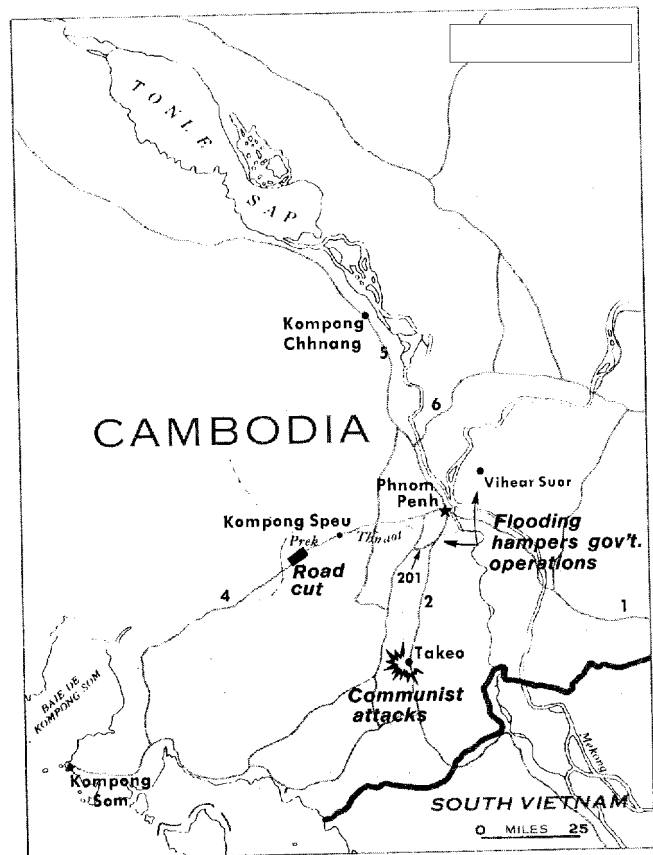 TONLE
SAP
Kompong
Chhnang
5
6
CAMBODIA
Vihear Suor
Phnom
Penh
Kompong Speu
Prek Thnaot
Flooding
hampers gov't.
operations
Road
cut
201
4
2
1
Takeo
Communist
attacks
BAIE DE
KOMPONG SOM
Kompong
Som
Mekong
SOUTH VIETNAM
0 MILES 25